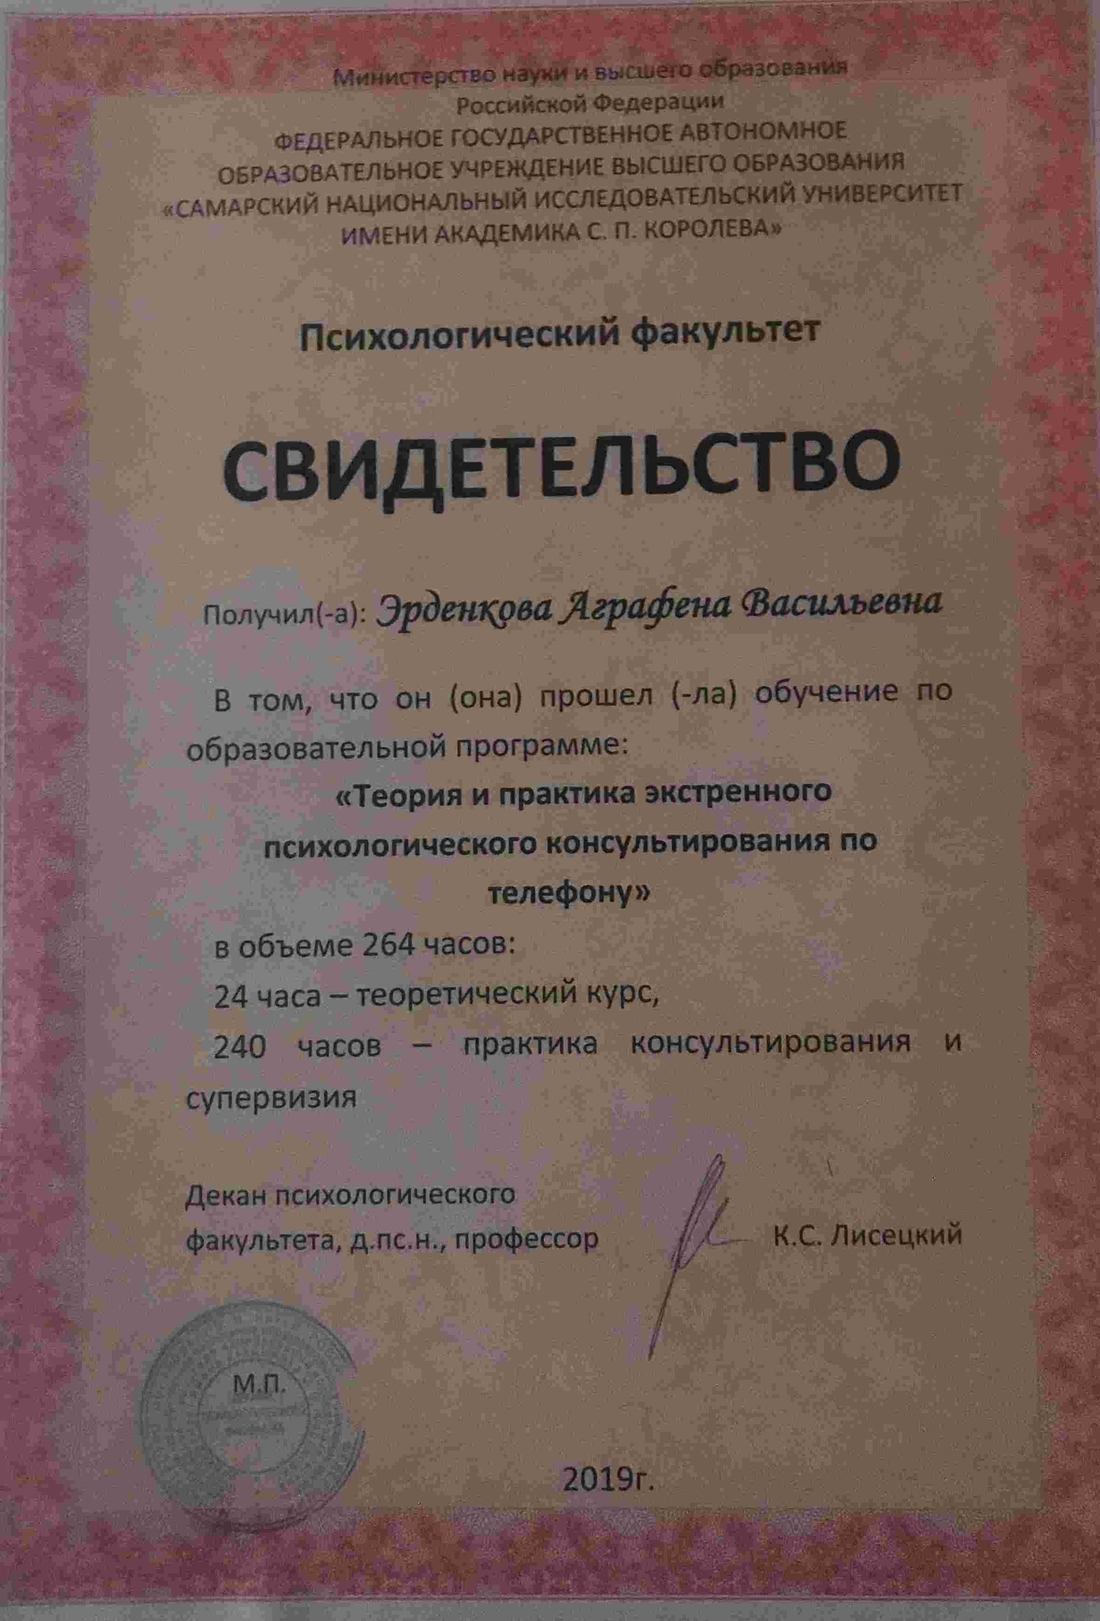 Министерство науки и высшего образования
Российской Федерации
ФЕДЕРАЛЬНОЕ ГОСУДАРСТВЕННОЕ АВТОНОМНОЕ
ОБРАЗОВАТЕЛЬНОЕ УЧРЕЖДЕНИЕ ВЫСШЕГО ОБРАЗОВАНИЯ
«САМАРСКИЙ НАЦИОНАЛЬНЫЙ ИССЛЕДОВАТЕЛЬСКИЙ УНИВЕРСИТЕТ
ИМЕНИ АКАДЕМИКА С. П. КОРОЛЕВА»
Психологический факультет
СВИДЕТЕЛЬСТВО
Получил(-а): Эрденкова Аграфена Васильевна
В том, что он (она) прошел (-ла) обучение по
образовательной программе:
«Теория и практика экстренного
психологического консультирования по
телефону»
в объеме 264 часов:
24 часа – теоретический курс,
240 часов – практика консультирования и
супервизия
Декан психологического
факультета, д.пс.н., профессор К.С. Лисецкий
М.П.
2019г.